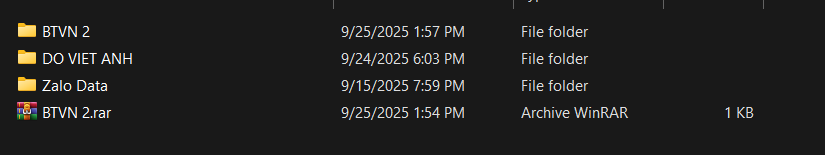 BTVN 2 9/25/2025 1:57 PM File folder
DO VIET ANH 9/24/2025 6:03 PM File folder
Zalo Data 9/15/2025 7:59 PM File folder
BTVN 2.rar 9/25/2025 1:54 PM Archive WinRAR 1 KB